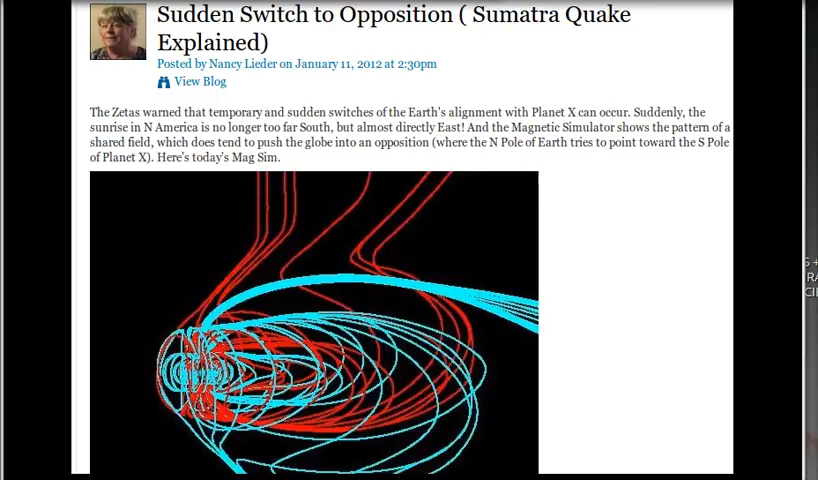 Sudden Switch to Opposition ( Sumatra Quake
Explained)
Posted by Nancy Lieder on January 11, 2012 at 2:30pm
View Blog
The Zetas warned that temporary and sudden switches of the Earth's alignment with Planet X can occur. Suddenly, the
sunrise in N America is no longer too far South, but almost directly East! And the Magnetic Simulator shows the pattern of a
shared field, which does tend to push the globe into an opposition (where the N Pole of Earth tries to point toward the S Pole
of Planet X). Here's today's Mag Sim.